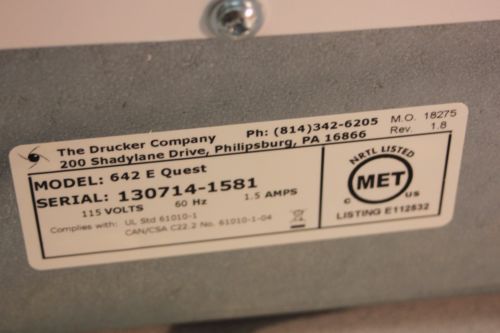 The Drucker Company Ph: (814)342-6205 M.O. 18275
200 Shadylane Drive, Philipsburg, PA 16866 Rev. 1.8
MODEL: 642 E Quest
SERIAL: 130714-1581
115 VOLTS 60 Hz 1.5 AMPS
Complies with: UL Std 61010-1
CAN/CSA C22.2 No. 61010-1-04
NRTL LISTED
MET
C US
LISTING E112832